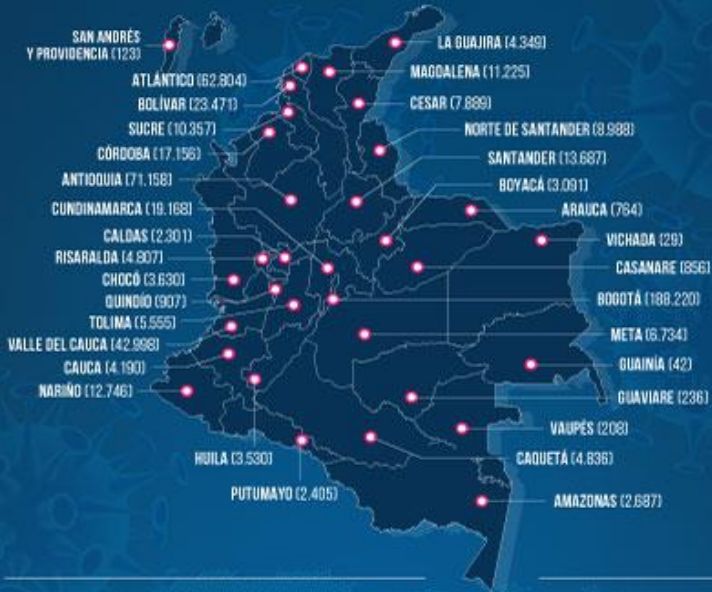 SAN ANDRÉS
Y PROVIDENCIA (123)
ATLÁNTICO (62.804)
BOLÍVAR (23.471)
SUCRE (10.357)
CÓRDOBA (17.156)
ANTIOQUIA (71.158)
CUNDINAMARCA (19.168)
CALDAS (2.301)
RISARALDA (4.807)
CHOCÓ (3.630)
QUINDÍO (907)
TOLIMA (5.555)
VALLE DEL CAUCA (42.998)
CAUCA (4.190)
NARIÑO (12.746)
HUILA (3.530)
PUTUMAYO (2.405)
LA GUAJIRA (4.349)
MAGDALENA (11.225)
CESAR (7.889)
NORTE DE SANTANDER (8.988)
SANTANDER (13.687)
BOYACÁ (3.091)
ARAUCA (764)
VICHADA (29)
CASANARE (856)
BOGOTÁ (188.220)
META (6.734)
GUAINÍA (42)
GUAVIARE (236)
VAUPÉS (208)
CAQUETÁ (4.836)
AMAZONAS (2.687)